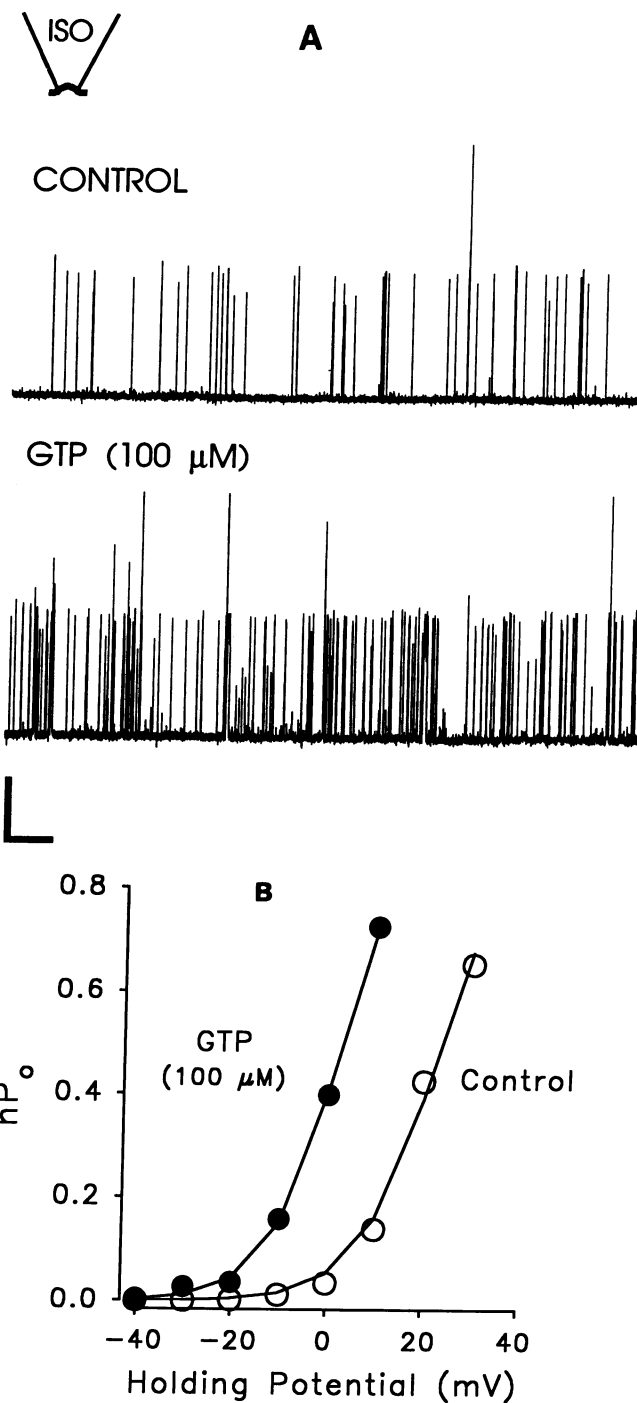 ISO
A
CONTROL
GTP (100 µM)
0.8
B
0.6
GTP
(100 µM)
nPo
0.4
Control
0.2
0.0
−40 −20 0 20 40
Holding Potential (mV)